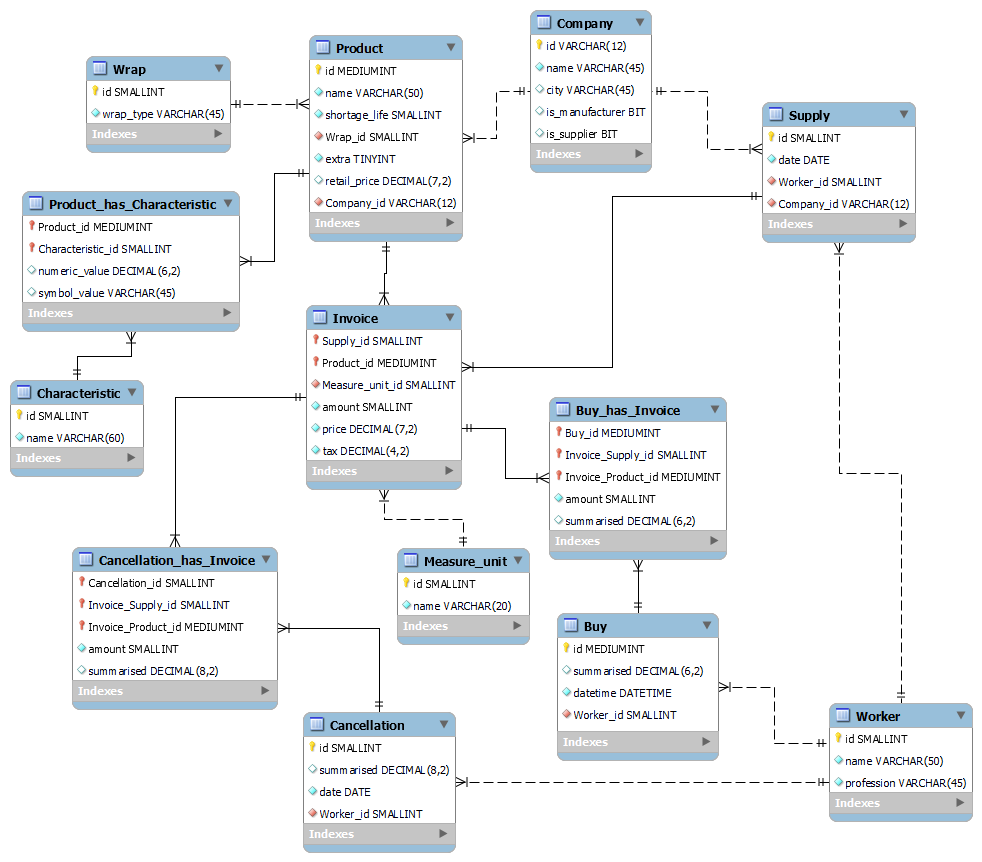 Company
id VARCHAR(12)
name VARCHAR(45)
city VARCHAR(45)
is_manufacturer BIT
is_supplier BIT
Indexes
Product
id MEDIUMINT
name VARCHAR(50)
shortage_life SMALLINT
Wrap_id SMALLINT
extra TINYINT
retail_price DECIMAL(7,2)
Company_id VARCHAR(12)
Indexes
Wrap
id SMALLINT
wrap_type VARCHAR(45)
Indexes
Supply
id SMALLINT
date DATE
Worker_id SMALLINT
Company_id VARCHAR(12)
Indexes
Product_has_Characteristic
Product_id MEDIUMINT
Characteristic_id SMALLINT
numeric_value DECIMAL(6,2)
symbol_value VARCHAR(45)
Indexes
Invoice
Supply_id SMALLINT
Product_id MEDIUMINT
Measure_unit_id SMALLINT
amount SMALLINT
price DECIMAL(7,2)
tax DECIMAL(4,2)
Indexes
Characteristic
id SMALLINT
name VARCHAR(60)
Indexes
Buy_has_Invoice
Buy_id MEDIUMINT
Invoice_Supply_id SMALLINT
Invoice_Product_id MEDIUMINT
amount SMALLINT
summarised DECIMAL(6,2)
Indexes
Cancellation_has_Invoice
Cancellation_id SMALLINT
Invoice_Supply_id SMALLINT
Invoice_Product_id MEDIUMINT
amount SMALLINT
summarised DECIMAL(8,2)
Indexes
Measure_unit
id SMALLINT
name VARCHAR(20)
Indexes
Buy
id MEDIUMINT
summarised DECIMAL(6,2)
datetime DATETIME
Worker_id SMALLINT
Indexes
Cancellation
id SMALLINT
summarised DECIMAL(8,2)
date DATE
Worker_id SMALLINT
Indexes
Worker
id SMALLINT
name VARCHAR(50)
profession VARCHAR(45)
Indexes